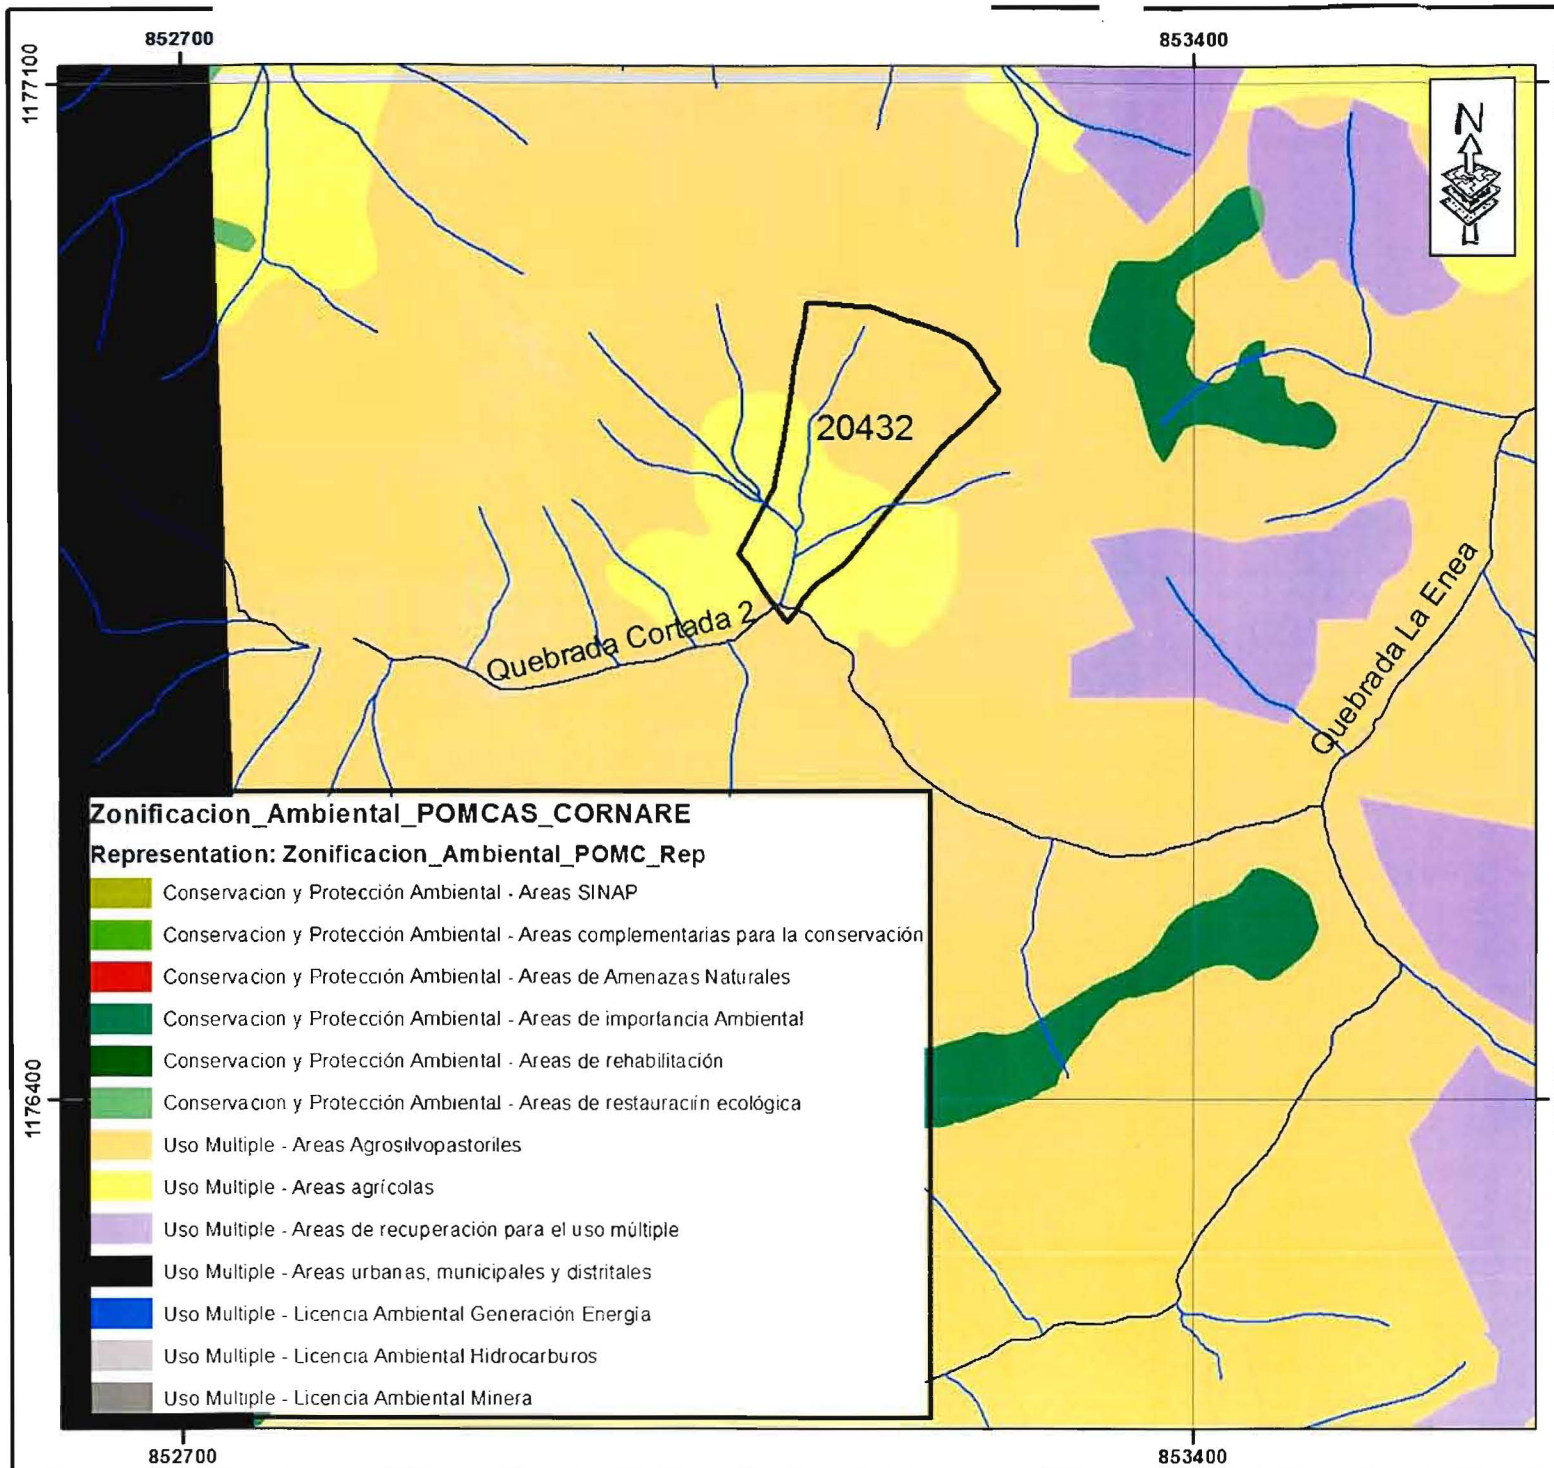 852700
853400
1177100
N
20432
Quebrada Cortada 2
Quebrada La Enea
Zonificacion_Ambiental_POMCAS_CORNARE
Representation: Zonificacion_Ambiental_POMC_Rep
Conservacion y Protección Ambiental - Areas SINAP
Conservacion y Protección Ambiental - Areas complementarias para la conservación
Conservacion y Protección Ambiental - Areas de Amenazas Naturales
Conservacion y Protección Ambiental - Areas de importancia Ambiental
Conservacion y Protección Ambiental - Areas de rehabilitación
Conservacion y Protección Ambiental - Areas de restauraciín ecológica
Uso Multiple - Areas Agrosilvopastoriles
Uso Multiple - Areas agrícolas
Uso Multiple - Areas de recuperación para el uso múltiple
Uso Multiple - Areas urbanas, municipales y distritales
Uso Multiple - Licencia Ambiental Generación Energía
Uso Multiple - Licencia Ambiental Hidrocarburos
Uso Multiple - Licencia Ambiental Minera
1176400
852700
853400